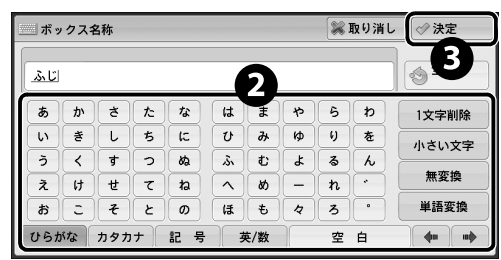 ボックス名称 取り消し 決定
ふじ
2
3
あ か さ た な は ま や ら わ 1文字削除
い き し ち に ひ み ゆ り を 小さい文字
う く す つ ぬ ふ む よ る ん
え け せ て ね へ め ー れ ゛ 無変換
お こ そ と の ほ も 々 ろ ゜ 単語変換
ひらがな カタカナ 記 号 英/数 空 白